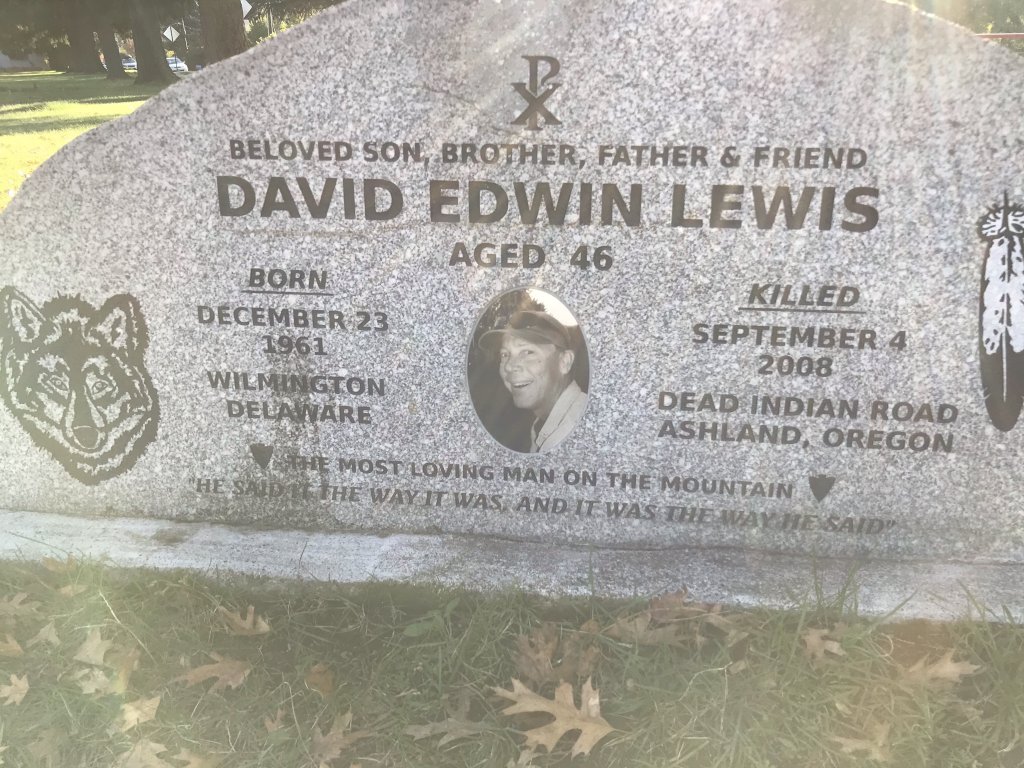 BELOVED SON, BROTHER, FATHER & FRIEND
DAVID EDWIN LEWIS
AGED 46
BORN
DECEMBER 23
1961
WILMINGTON
DELAWARE
KILLED
SEPTEMBER 4
2008
DEAD INDIAN ROAD
ASHLAND, OREGON
THE MOST LOVING MAN ON THE MOUNTAIN
"HE SAID IT THE WAY IT WAS, AND IT WAS THE WAY HE SAID"